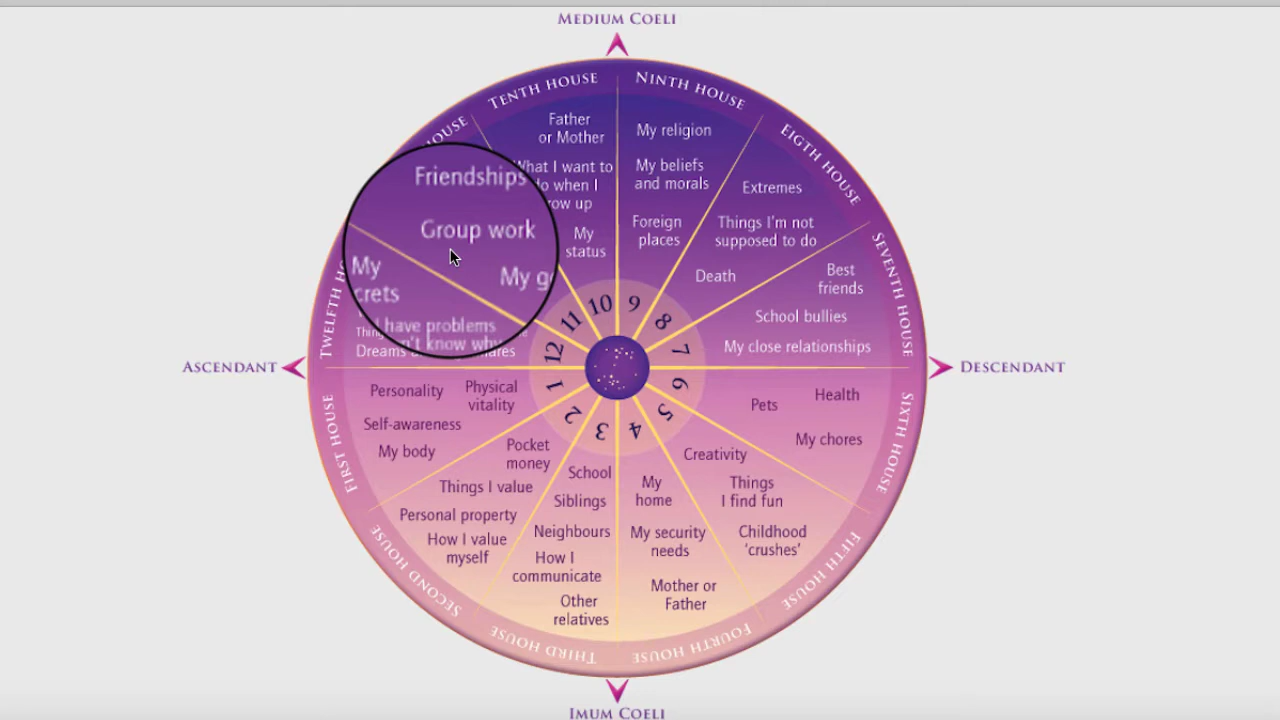 MEDIUM COELI
TENTH HOUSE
NINTH HOUSE
EIGTH HOUSE
SEVENTH HOUSE
SIXTH HOUSE
FIFTH HOUSE
FOURTH HOUSE
THIRD HOUSE
SECOND HOUSE
FIRST HOUSE
TWELFTH
OUSE
ASCENDANT
DESCENDANT
IMUM COELI
Father
or Mother
What I want to
do when I
row up
My
status
My religion
My beliefs
and morals
Foreign
places
Extremes
Things I'm not
supposed to do
Death
Best
friends
School bullies
My close relationships
Health
Pets
My chores
Creativity
Things
I find fun
Childhood
'crushes'
My
home
My security
needs
Mother or
Father
School
Siblings
Neighbours
How I
communicate
Other
relatives
Pocket
money
Things I value
Personal property
How I value
myself
Personality
Physical
vitality
Self-awareness
My body
Friendships
Group work
My g
My
crets
I have problems
n't know why
Dreams
10
9
8
7
6
5
4
3
2
1
12
11